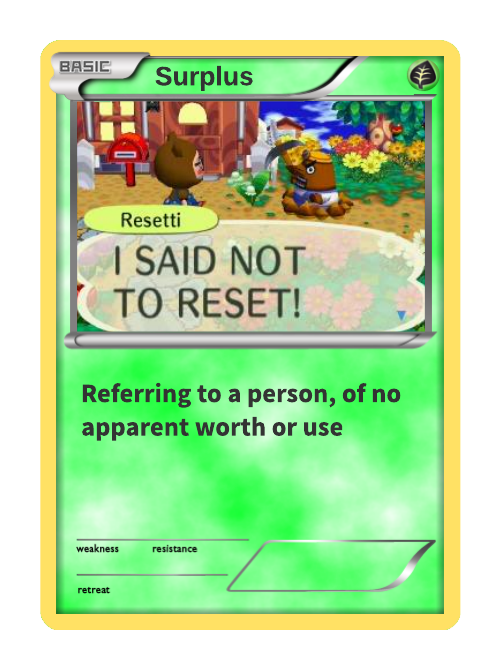 BASIC
Surplus
Resetti
I SAID NOT
TO RESET!
Referring to a person, of no
apparent worth or use
weakness resistance
retreat